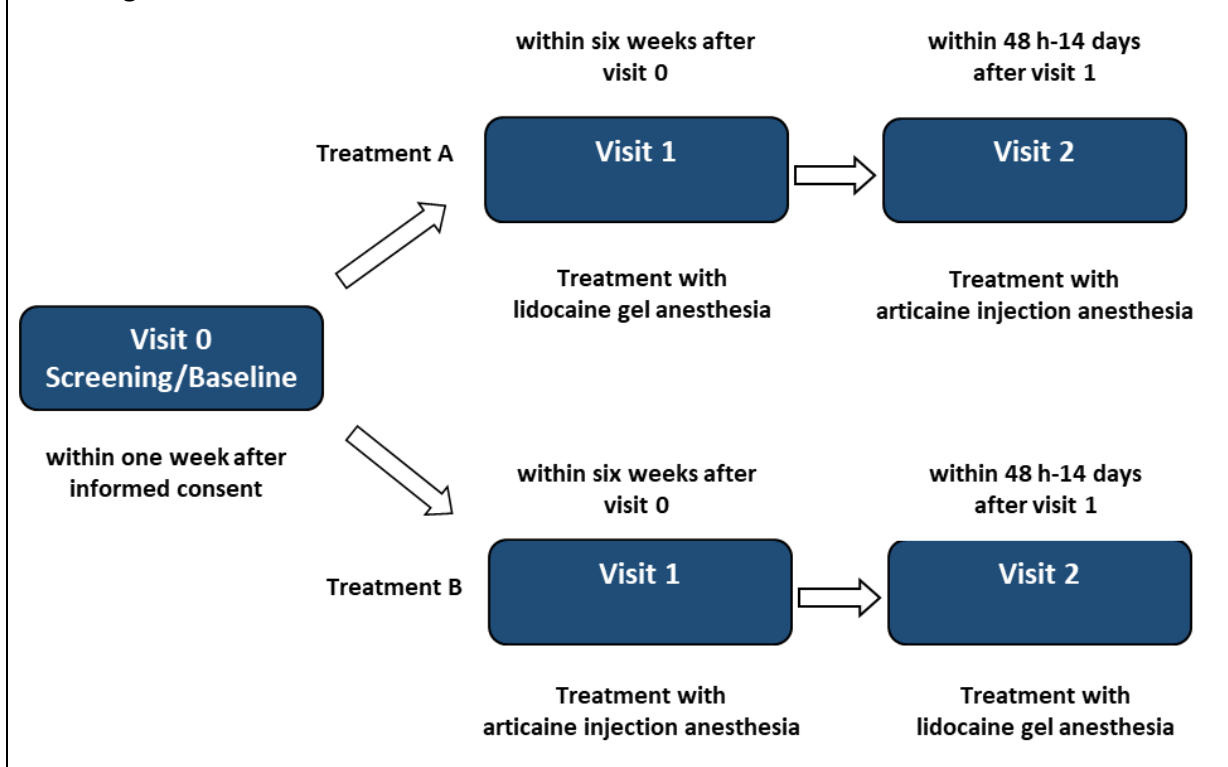 within six weeks after
visit 0
within 48 h-14 days
after visit 1
Treatment A
Visit 1
Visit 2
Treatment with
lidocaine gel anesthesia
Treatment with
articaine injection anesthesia
Visit 0
Screening/Baseline
within one week after
informed consent
within six weeks after
visit 0
within 48 h-14 days
after visit 1
Treatment B
Visit 1
Visit 2
Treatment with
articaine injection anesthesia
Treatment with
lidocaine gel anesthesia